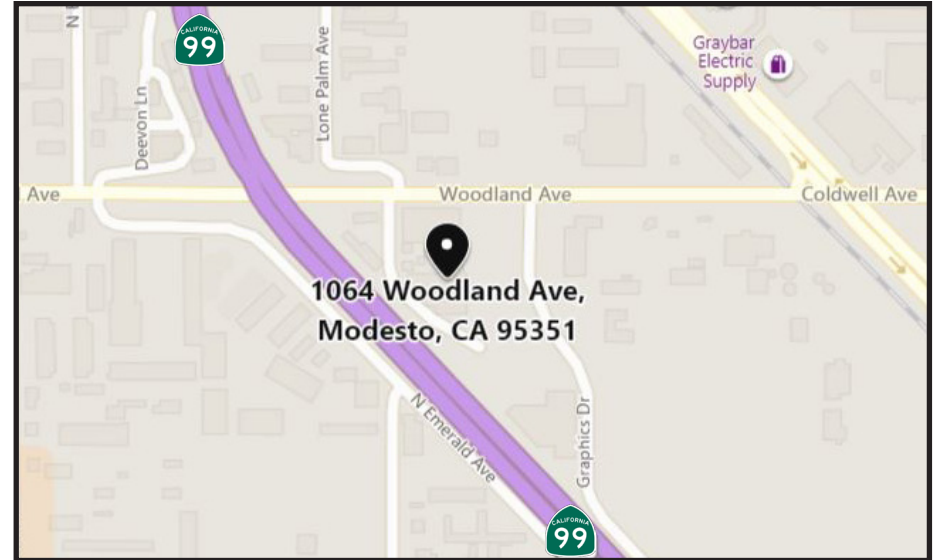 CALIFORNIA
99
Deevon Ln
Lone Palm Ave
Graybar
Electric
Supply
Ave
Woodland Ave
Coldwell Ave
1064 Woodland Ave,
Modesto, CA 95351
N Emerald Ave
Graphics Dr
CALIFORNIA
99